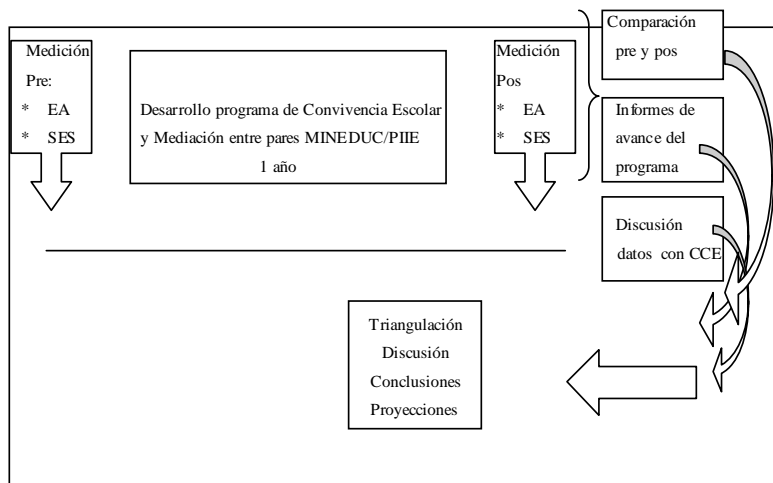 Medición
Pre:
* EA
* SES
Desarrollo programa de Convivencia Escolar
y Mediación entre pares MINEDUC/PIIE
1 año
Medición
Pos
* EA
* SES
Comparación
pre y pos
Informes de
avance del
programa
Discusión
datos con CCE
Triangulación
Discusión
Conclusiones
Proyecciones